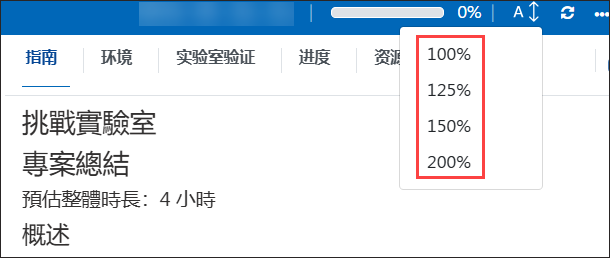 0% A
指南 环境 实验室验证 进度 资源
100%
125%
150%
200%
挑戰實驗室
專案總結
預估整體時長：4 小時
概述